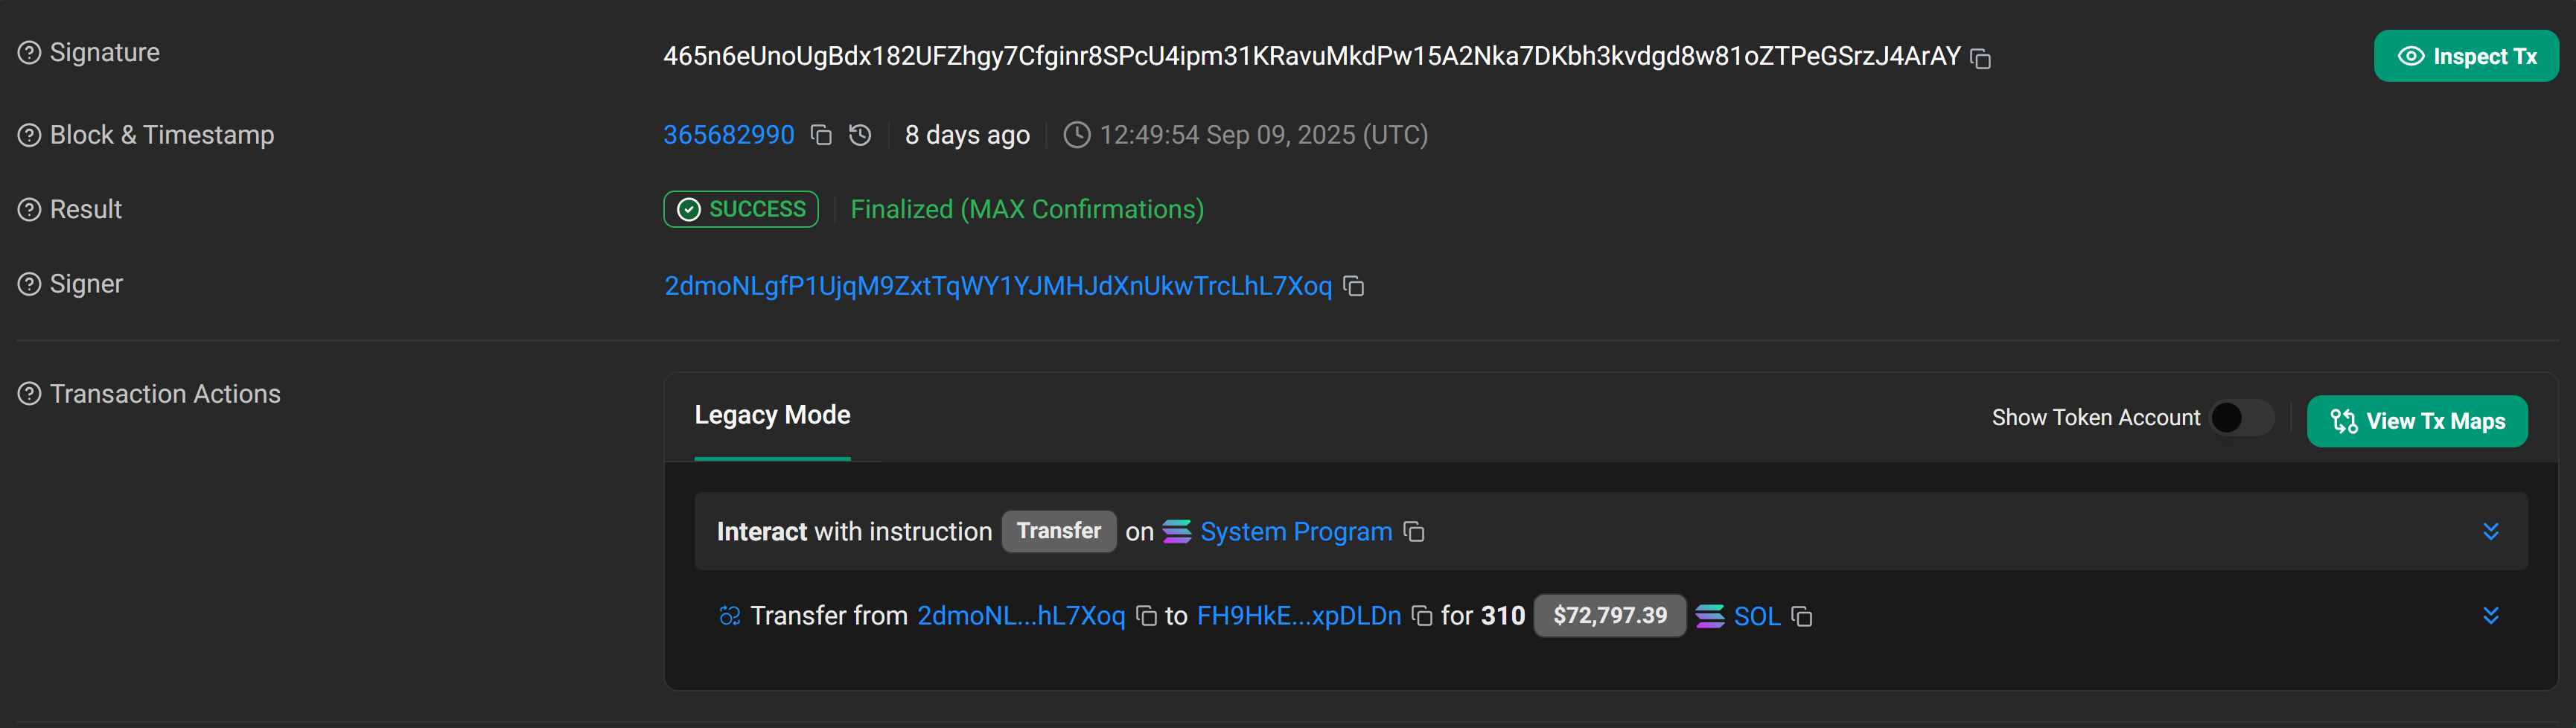 Signature
465n6eUnoUgBdx182UFZhgy7Cfginr8SPcU4ipm31KRavuMkdPw15A2Nka7DKbh3kvdgd8w81oZTPeGSrzJ4ArAY
Inspect Tx
Block & Timestamp
365682990 8 days ago 12:49:54 Sep 09, 2025 (UTC)
Result
SUCCESS Finalized (MAX Confirmations)
Signer
2dmoNLgfP1UjqM9ZxtTqWY1YJMHJdXnUkwTrcLhL7Xoq
Transaction Actions
Legacy Mode
Show Token Account
View Tx Maps
Interact with instruction Transfer on System Program
Transfer from 2dmoNL...hL7Xoq to FH9HkE...xpDLDn for 310 $72,797.39 SOL